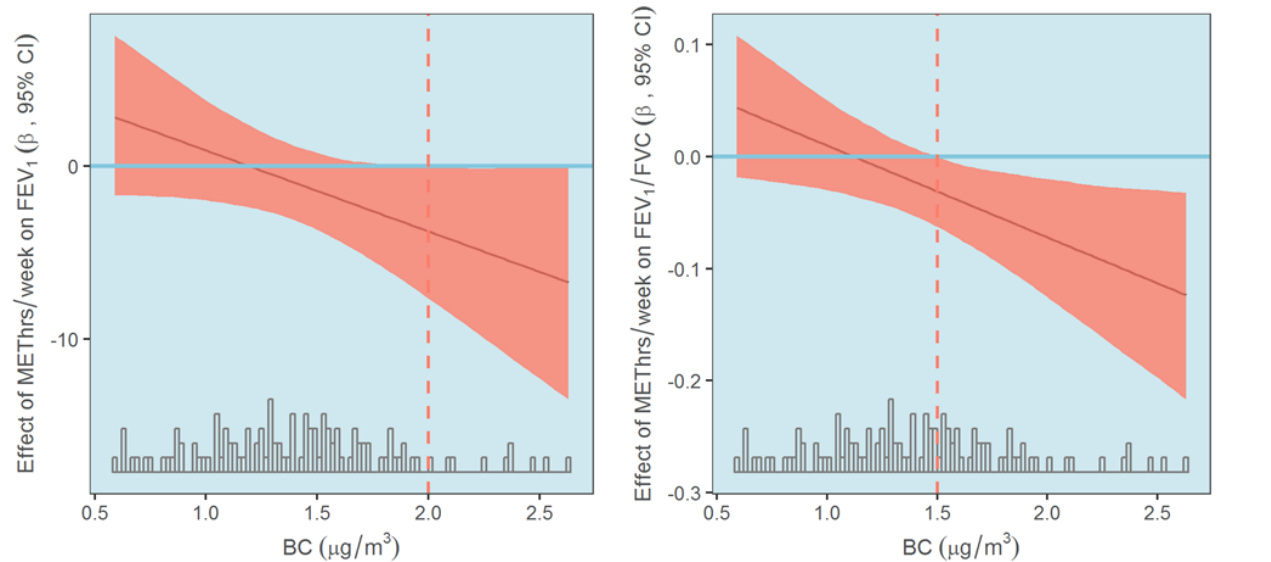 Effect of METhrs/week on FEV₁ (β , 95% CI)
0
-10
0.5 1.0 1.5 2.0 2.5
BC (μg/m³)
Effect of METhrs/week on FEV₁/FVC (β , 95% CI)
0.1
0.0
-0.1
-0.2
-0.3
0.5 1.0 1.5 2.0 2.5
BC (μg/m³)